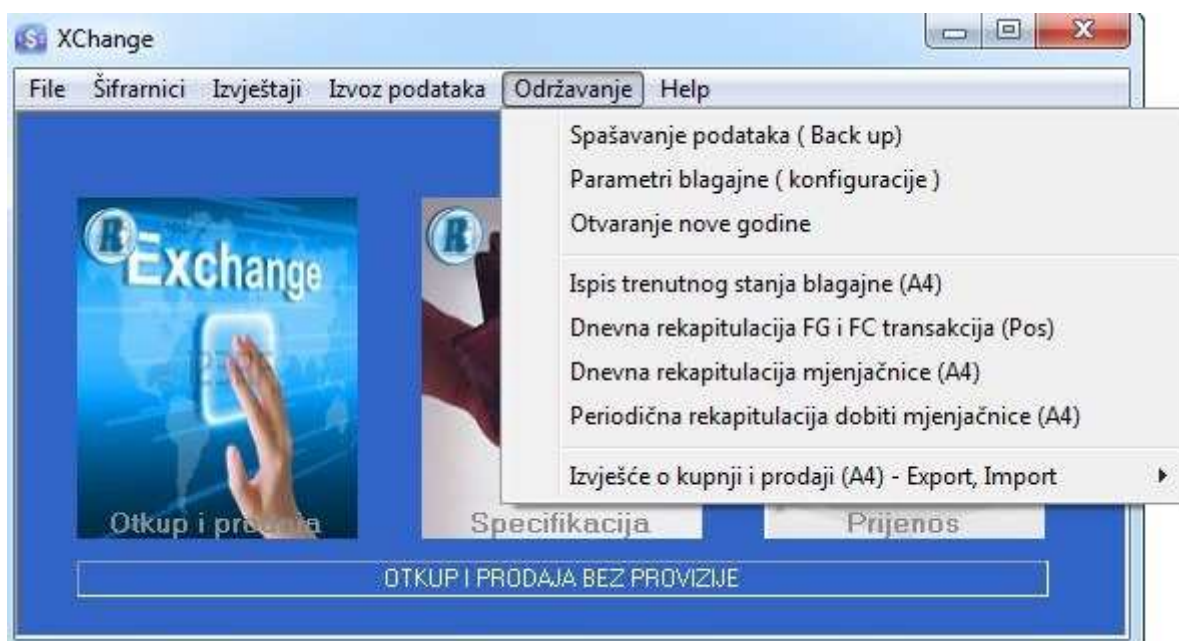 XChange
File Šifrarnici Izvještaji Izvoz podataka Održavanje Help
Spašavanje podataka ( Back up)
Parametri blagajne ( konfiguracije )
Otvaranje nove godine
Ispis trenutnog stanja blagajne (A4)
Dnevna rekapitulacija FG i FC transakcija (Pos)
Dnevna rekapitulacija mjenjačnice (A4)
Periodična rekapitulacija dobiti mjenjačnice (A4)
Izvješće o kupnji i prodaji (A4) - Export, Import
Exchange
Otkup i prodaja
Specifikacija
Prijenos
OTKUP I PRODAJA BEZ PROVIZIJE